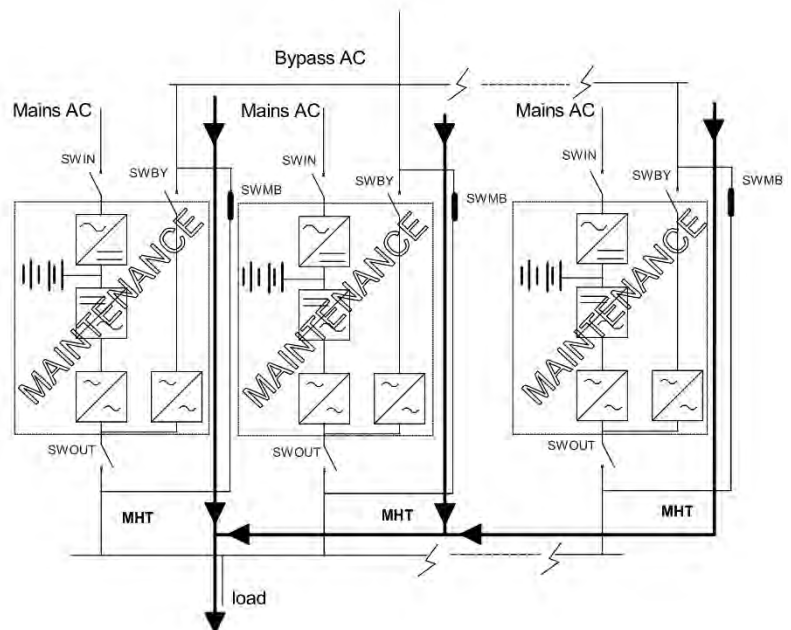 Bypass AC
Mains AC
Mains AC
Mains AC
SWIN
SWBY
SWMB
SWIN
SWBY
SWMB
SWIN
SWBY
SWMB
MAINTENANCE
MAINTENANCE
MAINTENANCE
SWOUT
SWOUT
SWOUT
MHT
MHT
MHT
load